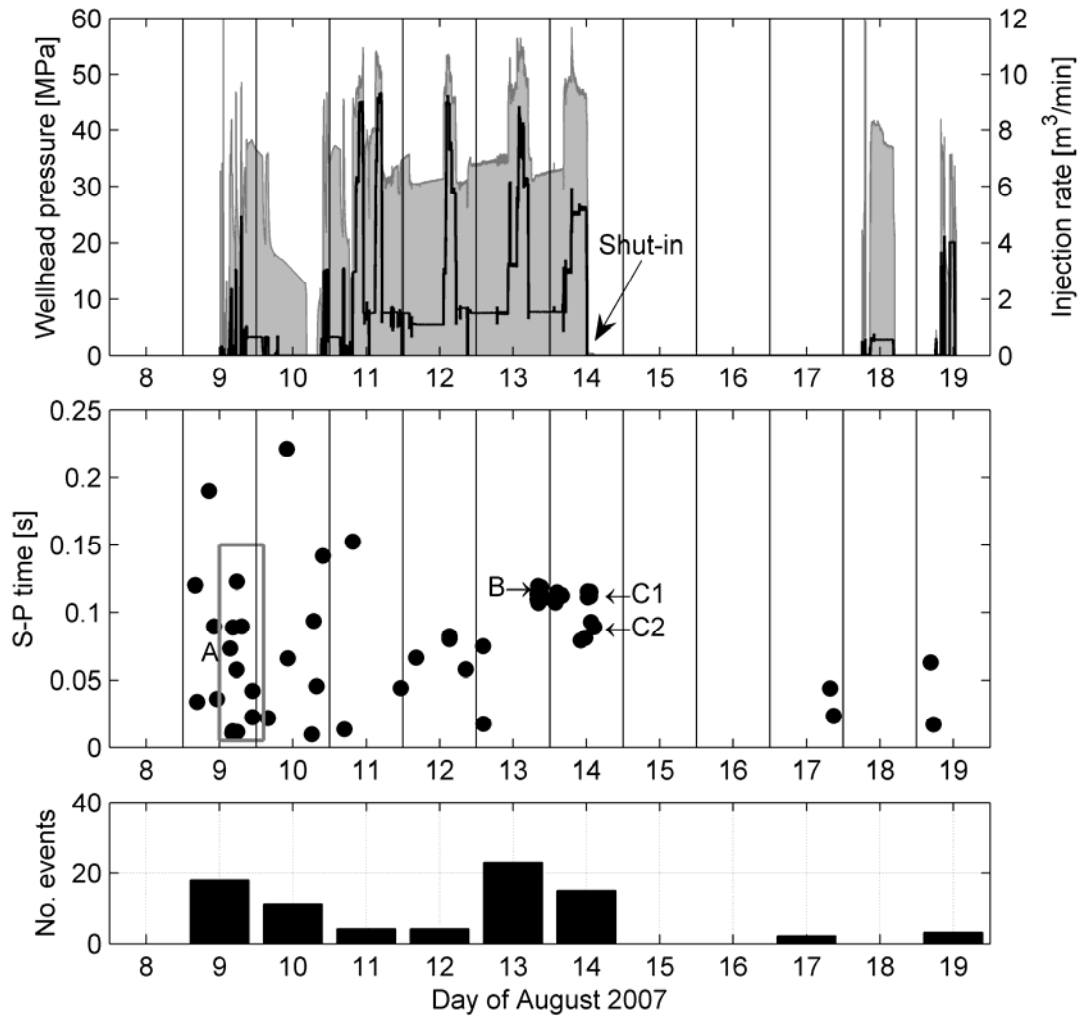 60
50
40
30
20
10
0
Wellhead pressure [MPa]
12
10
8
6
4
2
0
Injection rate [m³/min]
Shut-in
8 9 10 11 12 13 14 15 16 17 18 19
0.25
0.2
0.15
0.1
0.05
0
S-P time [s]
A
B
C1
C2
8 9 10 11 12 13 14 15 16 17 18 19
40
20
0
No. events
8 9 10 11 12 13 14 15 16 17 18 19
Day of August 2007